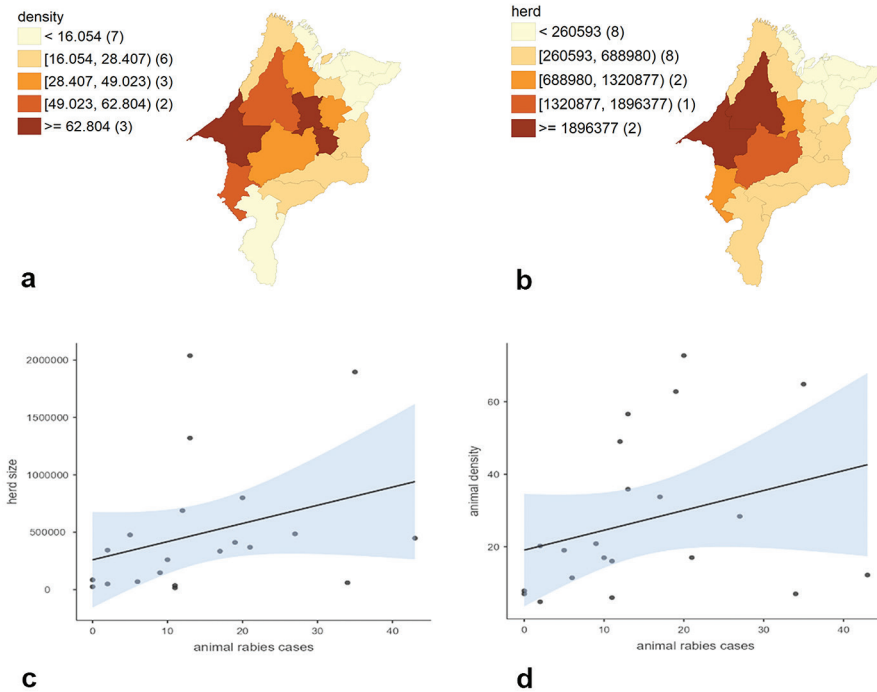 density
< 16.054 (7)
[16.054, 28.407) (6)
[28.407, 49.023) (3)
[49.023, 62.804) (2)
>= 62.804 (3)
a
herd
< 260593 (8)
[260593, 688980) (8)
[688980, 1320877) (2)
[1320877, 1896377) (1)
>= 1896377 (2)
b
herd size
2000000
1500000
1000000
500000
0
0
10
20
30
40
animal rabies cases
c
animal density
60
40
20
0
10
20
30
40
animal rabies cases
d